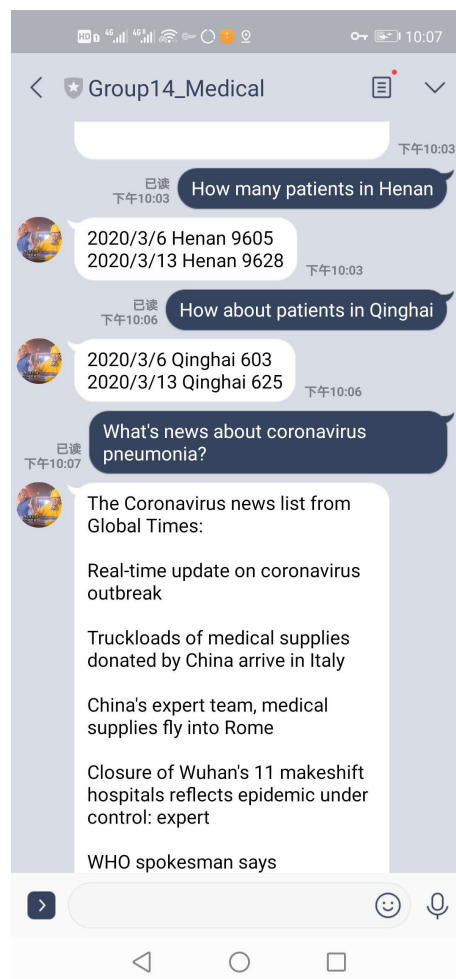 HD 4G 4G 10:07
Group14_Medical
下午10:03
已读
下午10:03
How many patients in Henan
2020/3/6 Henan 9605
2020/3/13 Henan 9628
下午10:03
已读
下午10:06
How about patients in Qinghai
2020/3/6 Qinghai 603
2020/3/13 Qinghai 625
下午10:06
已读
下午10:07
What's news about coronavirus
pneumonia?
The Coronavirus news list from
Global Times:
Real-time update on coronavirus
outbreak
Truckloads of medical supplies
donated by China arrive in Italy
China's expert team, medical
supplies fly into Rome
Closure of Wuhan's 11 makeshift
hospitals reflects epidemic under
control: expert
WHO spokesman says